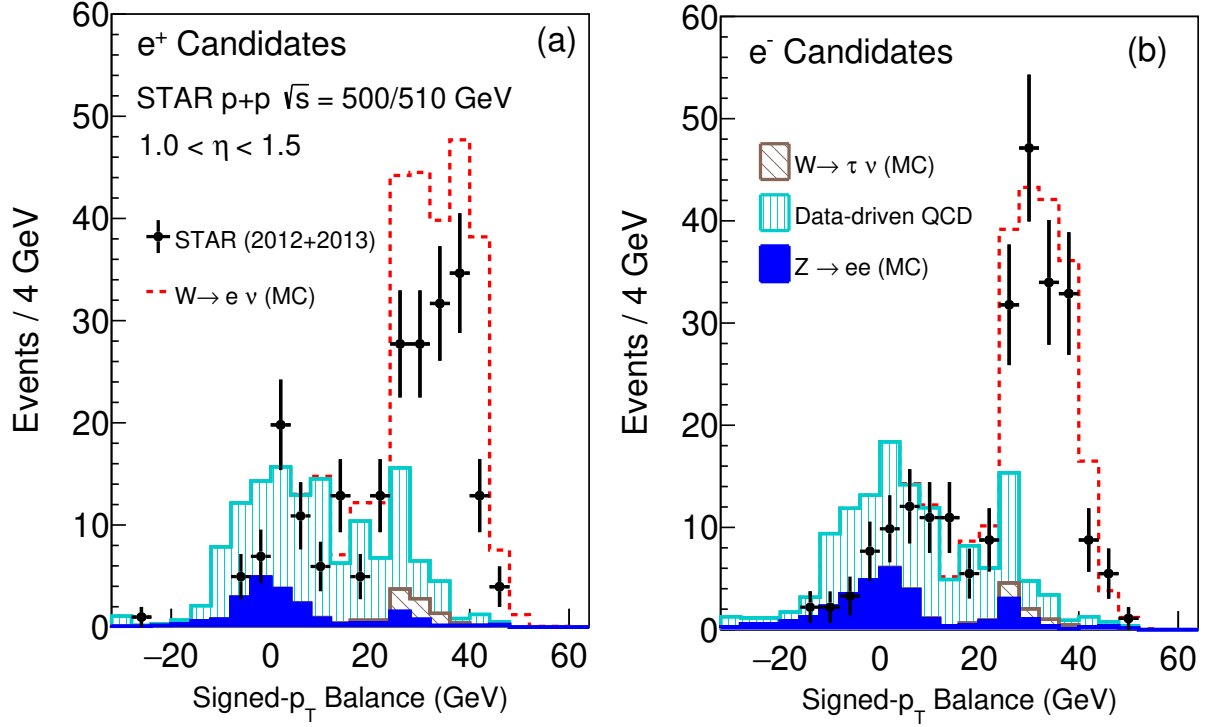 e⁺ Candidates
(a)
STAR p+p √s = 500/510 GeV
1.0 < η < 1.5
STAR (2012+2013)
W→ e ν (MC)
Events / 4 GeV
60
50
40
30
20
10
0
−20 0 20 40 60
Signed-p_T Balance (GeV)
e⁻ Candidates
(b)
W→ τ ν (MC)
Data-driven QCD
Z → ee (MC)
Events / 4 GeV
60
50
40
30
20
10
0
−20 0 20 40 60
Signed-p_T Balance (GeV)